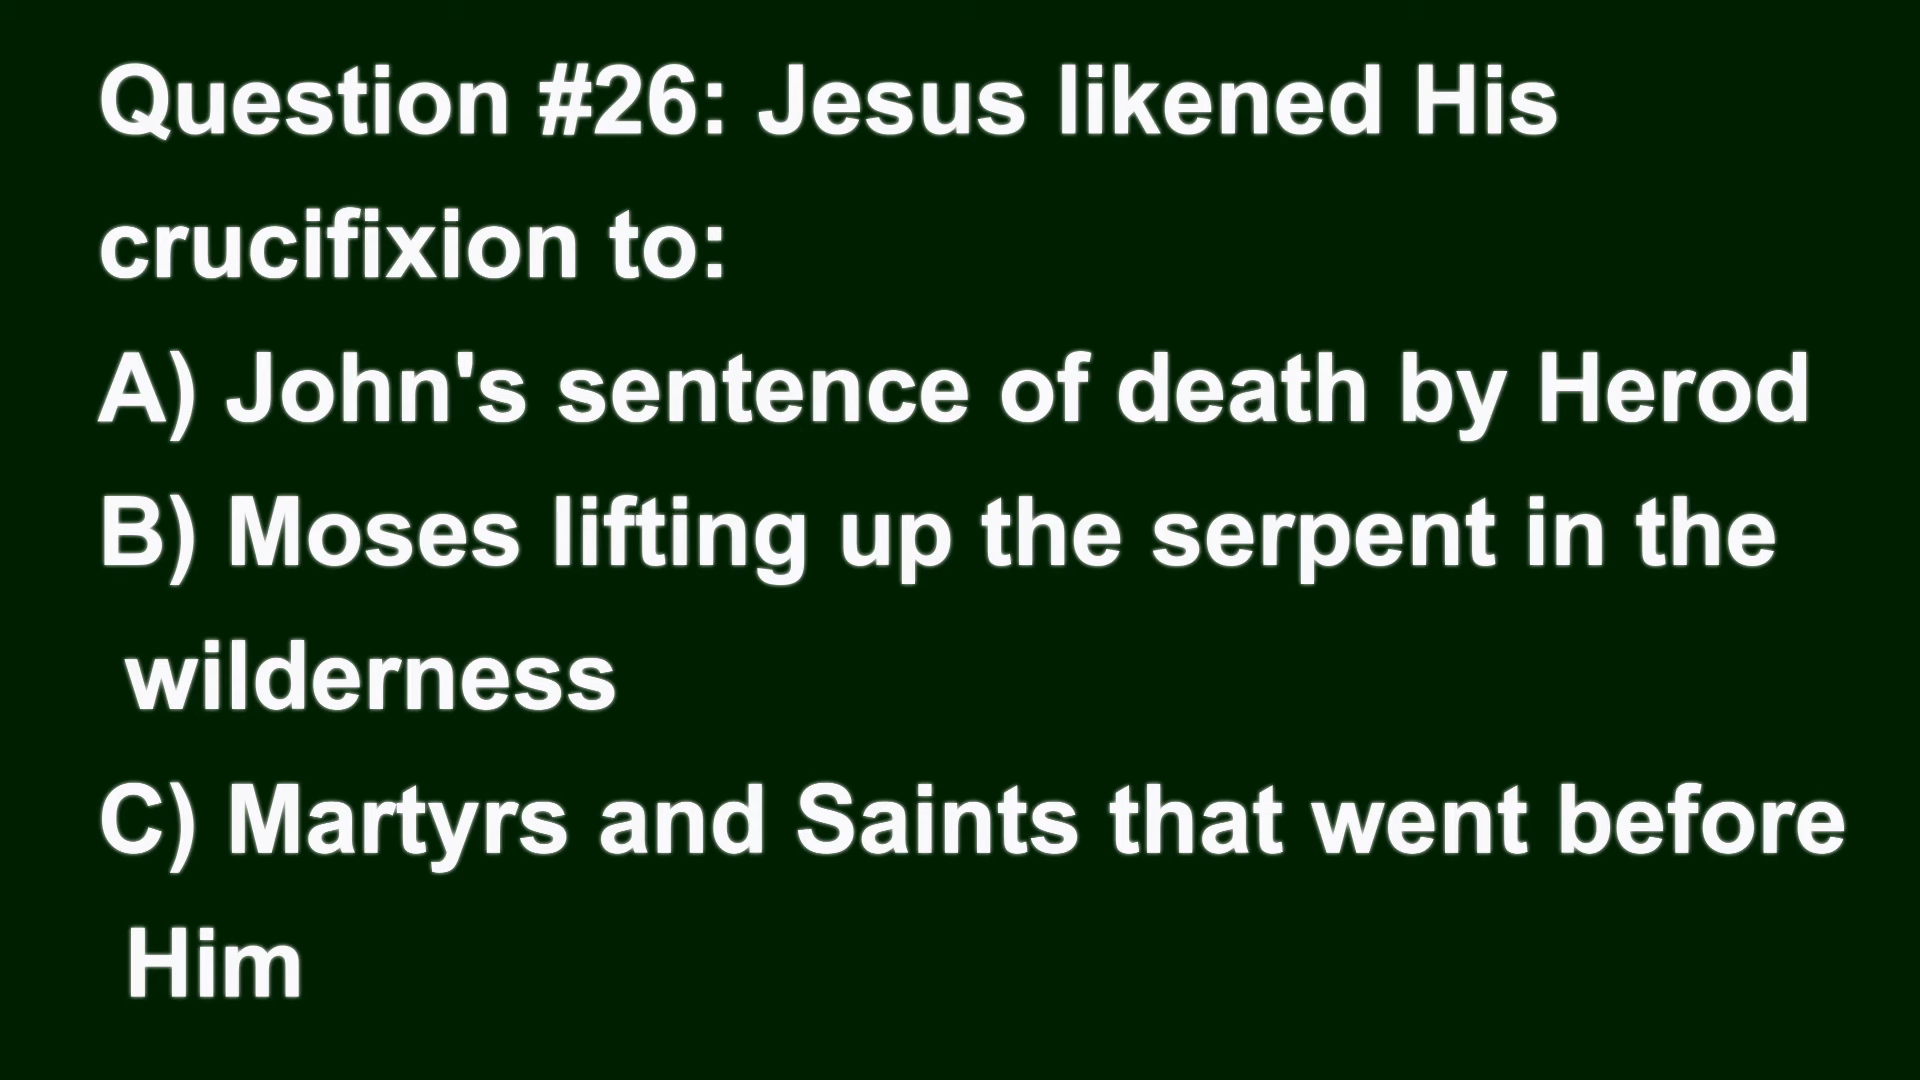 Question #26: Jesus likened His
crucifixion to:
A) John's sentence of death by Herod
B) Moses lifting up the serpent in the
wilderness
C) Martyrs and Saints that went before
Him